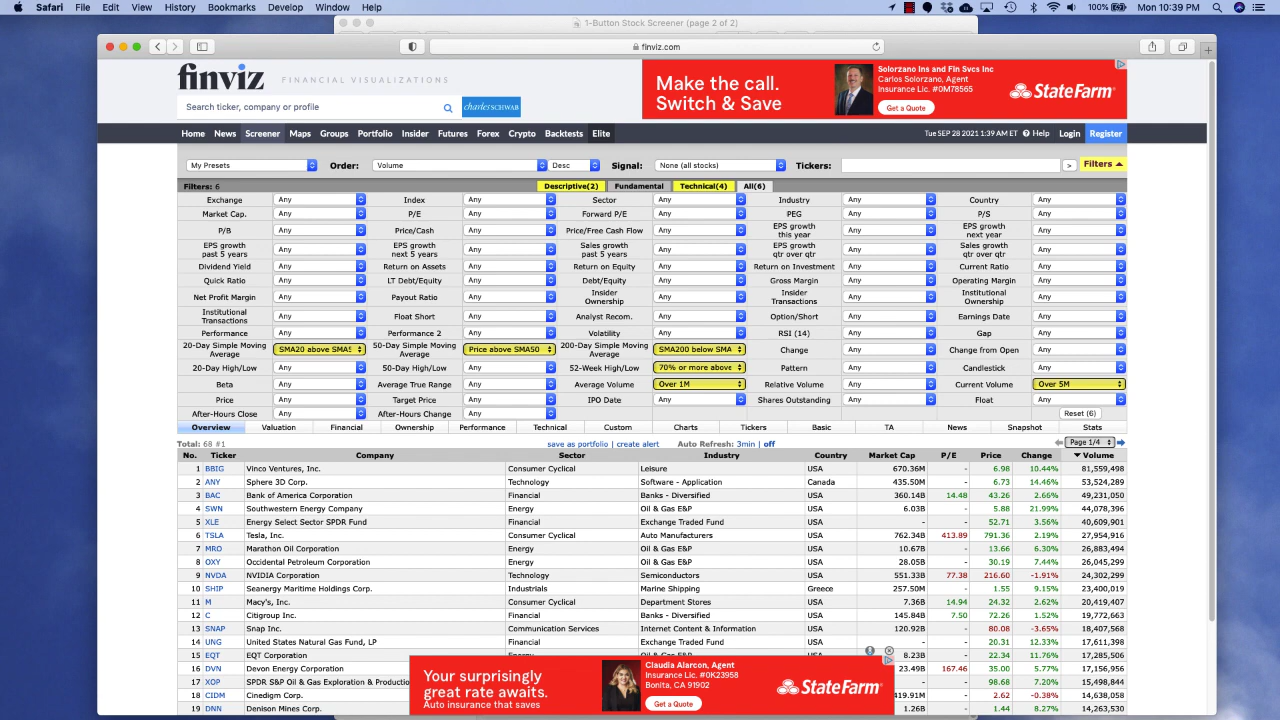 Safari File Edit View History Bookmarks Develop Window Help 100% Mon 10:39 PM
1-Button Stock Screener (page 2 of 2)
finviz.com
finviz FINANCIAL VISUALIZATIONS
Search ticker, company or profile charles SCHWAB
Make the call.
Switch & Save
Solorzano Ins and Fin Svcs Inc
Carlos Solorzano, Agent
Insurance Lic. #0M78565
Get a Quote
StateFarm®
Home News Screener Maps Groups Portfolio Insider Futures Forex Crypto Backtests Elite Tue SEP 28 2021 1:39 AM ET Help Login Register
My Presets Order: Volume Desc Signal: None (all stocks) Tickers: > Filters
Filters: 6 Descriptive(2) Fundamental Technical(4) All(6)
Exchange Any Index Any Sector Any Industry Any Country Any
Market Cap. Any P/E Any Forward P/E Any PEG Any P/S Any
P/B Any Price/Cash Any Price/Free Cash Flow Any EPS growth this year Any EPS growth next year Any
EPS growth past 5 years Any EPS growth next 5 years Any Sales growth past 5 years Any EPS growth qtr over qtr Any Sales growth qtr over qtr Any
Dividend Yield Any Return on Assets Any Return on Equity Any Return on Investment Any Current Ratio Any
Quick Ratio Any LT Debt/Equity Any Debt/Equity Any Gross Margin Any Operating Margin Any
Net Profit Margin Any Payout Ratio Any Insider Ownership Any Insider Transactions Any Institutional Ownership Any
Institutional Transactions Any Float Short Any Analyst Recom. Any Option/Short Any Earnings Date Any
Performance Any Performance 2 Any Volatility Any RSI (14) Any Gap Any
20-Day Simple Moving Average SMA20 above SMA5 50-Day Simple Moving Average Price above SMA50 200-Day Simple Moving Average SMA200 below SMA Change Any Change from Open Any
20-Day High/Low Any 50-Day High/Low Any 52-Week High/Low 70% or more above Pattern Any Candlestick Any
Beta Any Average True Range Any Average Volume Over 1M Relative Volume Any Current Volume Over 5M
Price Any Target Price Any IPO Date Any Shares Outstanding Any Float Any
After-Hours Close Any After-Hours Change Any Reset (6)
Overview Valuation Financial Ownership Performance Technical Custom Charts Tickers Basic TA News Snapshot Stats
Total: 68 #1 save as portfolio | create alert Auto Refresh: 3min | off Page 1/4
No. Ticker Company Sector Industry Country Market Cap P/E Price Change Volume
1 BBIG Vinco Ventures, Inc. Consumer Cyclical Leisure USA 670.36M - 6.98 10.44% 81,559,498
2 ANY Sphere 3D Corp. Technology Software - Application Canada 435.50M - 6.73 14.46% 53,524,289
3 BAC Bank of America Corporation Financial Banks - Diversified USA 360.14B 14.48 43.26 2.66% 49,231,050
4 SWN Southwestern Energy Company Energy Oil & Gas E&P USA 6.03B - 5.88 21.99% 44,078,396
5 XLE Energy Select Sector SPDR Fund Financial Exchange Traded Fund USA - - 52.71 3.56% 40,609,901
6 TSLA Tesla, Inc. Consumer Cyclical Auto Manufacturers USA 762.34B 413.89 791.36 2.19% 27,954,916
7 MRO Marathon Oil Corporation Energy Oil & Gas E&P USA 10.67B - 13.66 6.30% 26,883,494
8 OXY Occidental Petroleum Corporation Energy Oil & Gas E&P USA 28.05B - 30.19 7.44% 26,045,299
9 NVDA NVIDIA Corporation Technology Semiconductors USA 551.33B 77.38 216.60 -1.91% 24,302,299
10 SHIP Seanergy Maritime Holdings Corp. Industrials Marine Shipping Greece 257.50M - 1.55 9.15% 23,400,019
11 M Macy's, Inc. Consumer Cyclical Department Stores USA 7.36B 14.94 24.32 2.62% 20,419,407
12 C Citigroup Inc. Financial Banks - Diversified USA 145.84B 7.50 72.26 1.52% 19,772,663
13 SNAP Snap Inc. Communication Services Internet Content & Information USA 120.92B - 80.08 -3.65% 18,407,568
14 UNG United States Natural Gas Fund, LP Financial Exchange Traded Fund USA - - 20.31 12.33% 17,611,398
15 EQT EQT Corporation 8.23B - 22.34 11.76% 17,285,506
16 DVN Devon Energy Corporation 23.49B 167.46 35.00 5.77% 17,156,956
17 XOP SPDR S&P Oil & Gas Exploration & Productio - 98.68 7.20% 15,498,844
18 CIDM Cinedigm Corp. 419.91M - 2.62 -0.38% 14,638,058
19 DNN Denison Mines Corp. 1.26B - 1.44 8.27% 14,263,530
Your surprisingly
great rate awaits.
Auto insurance that saves
Claudia Alarcon, Agent
Insurance Lic. #0K23958
Bonita, CA 91902
Get a Quote
StateFarm®